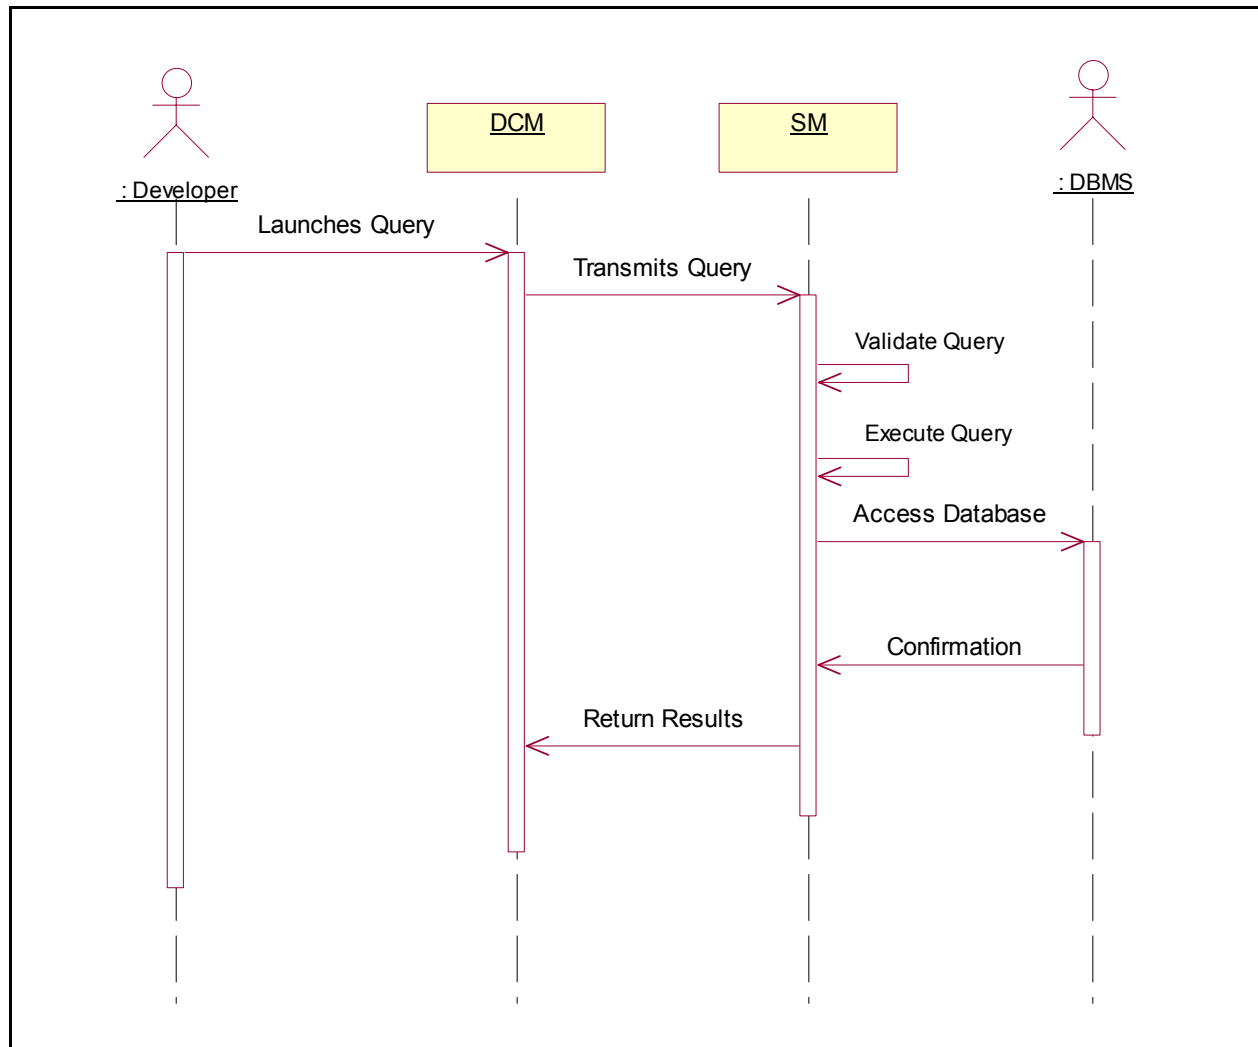 DCM
SM
: Developer
: DBMS
Launches Query
Transmits Query
Validate Query
Execute Query
Access Database
Confirmation
Return Results